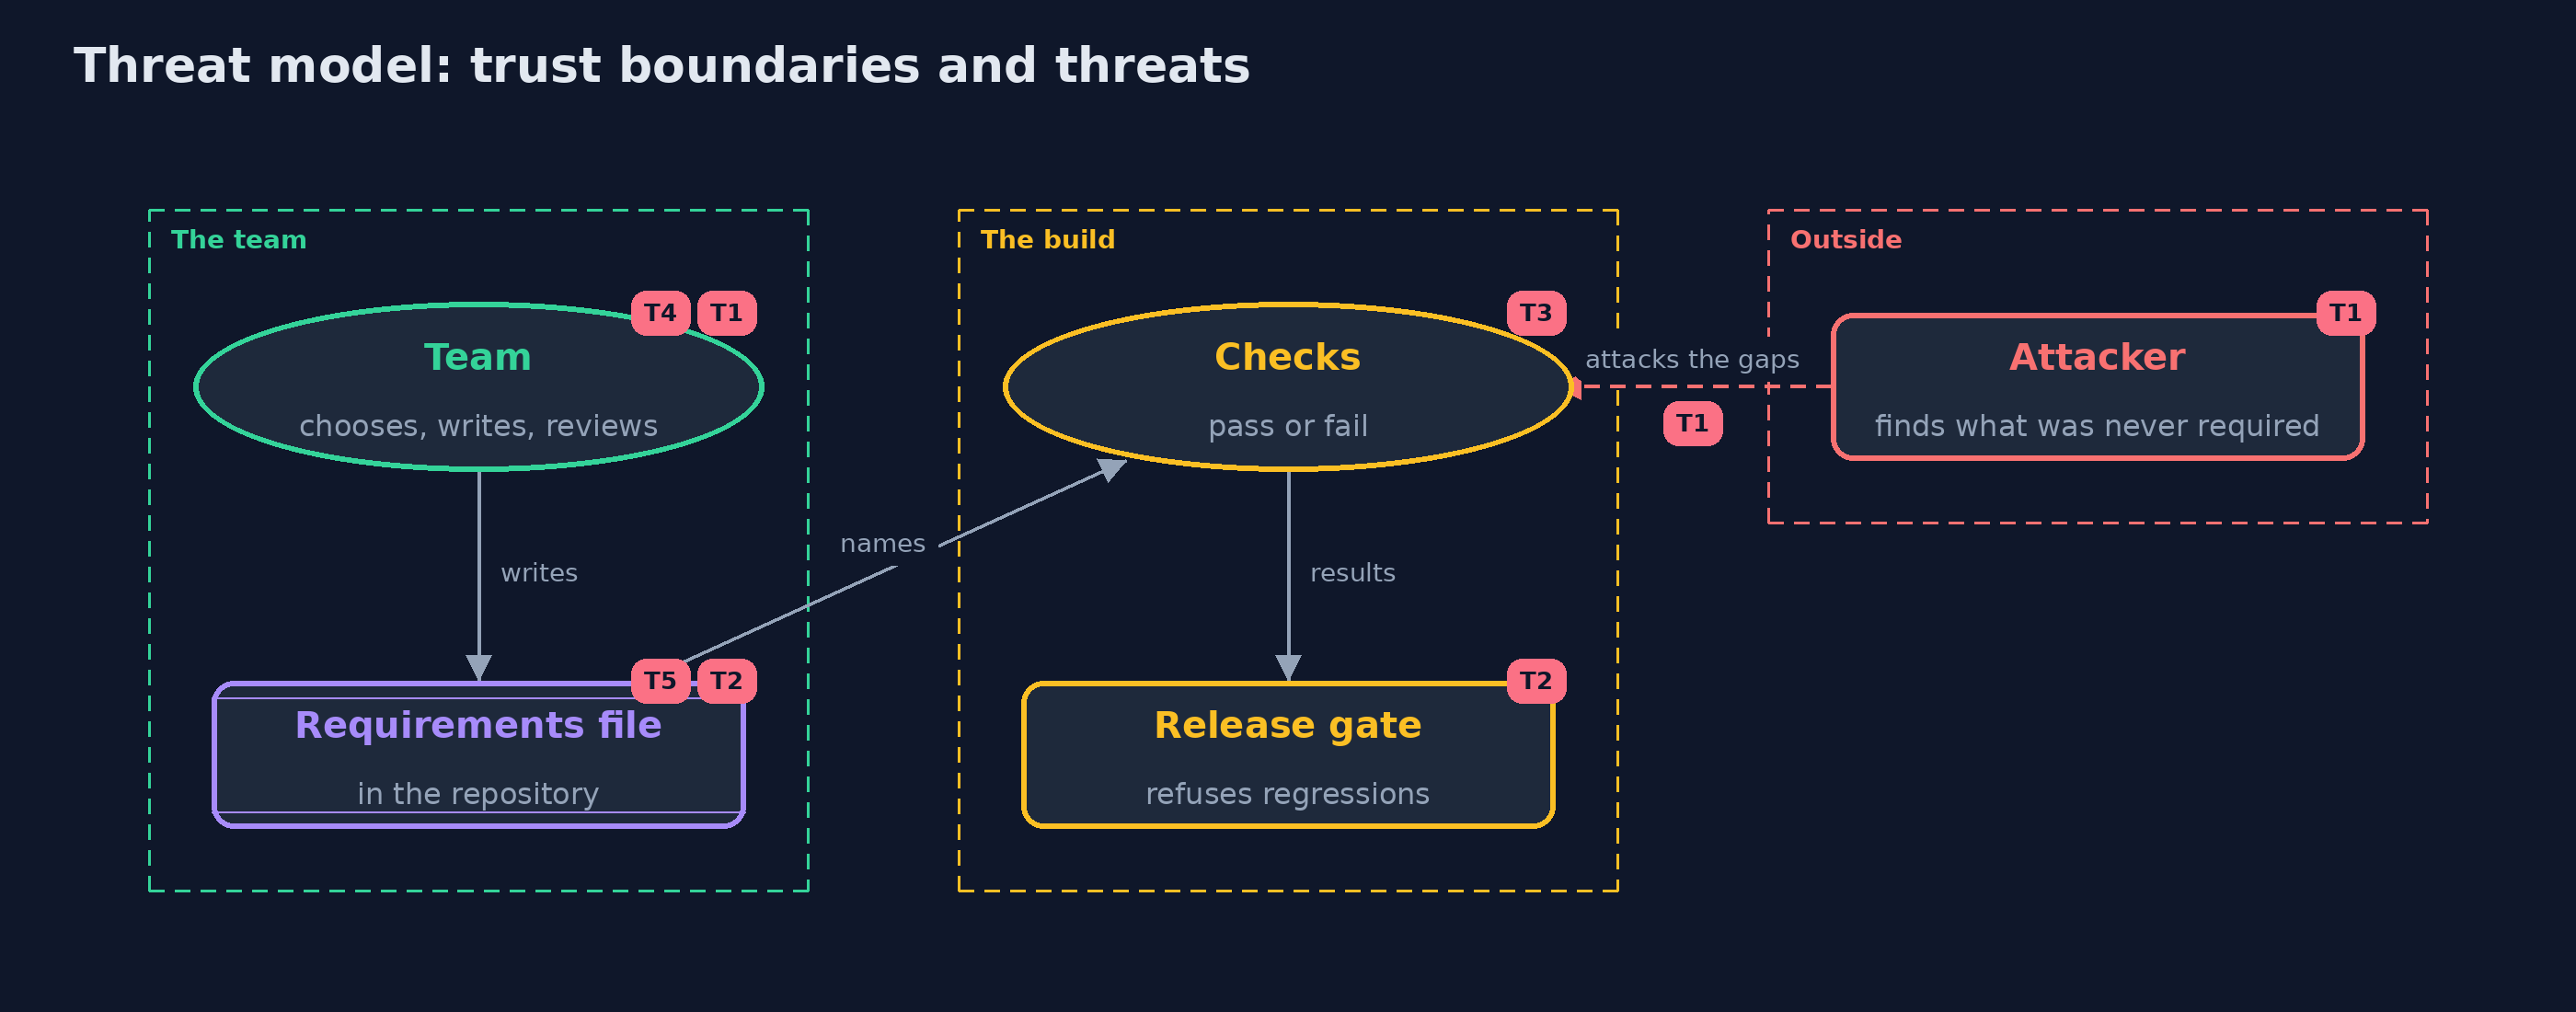 Threat model: trust boundaries and threats
The team
T4 T1
Team
chooses, writes, reviews
writes
T5 T2
Requirements file
in the repository
names
The build
T3
Checks
pass or fail
results
T2
Release gate
refuses regressions
attacks the gaps
T1
Outside
T1
Attacker
finds what was never required